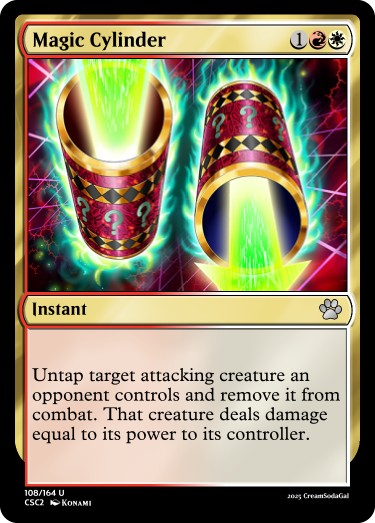 Magic Cylinder 1
? ? ? ? ? ?
Instant
Untap target attacking creature an
opponent controls and remove it from
combat. That creature deals damage
equal to its power to its controller.
108/164 U
CSC2 KONAMI
2025 CreamSodaGal